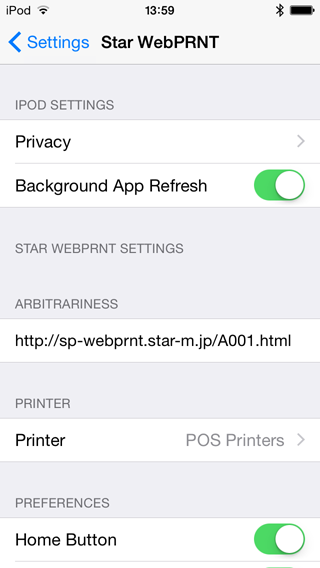 iPod 13:59
Settings Star WebPRNT
IPOD SETTINGS
Privacy
Background App Refresh
STAR WEBPRNT SETTINGS
ARBITRARINESS
http://sp-webprnt.star-m.jp/A001.html
PRINTER
Printer POS Printers
PREFERENCES
Home Button